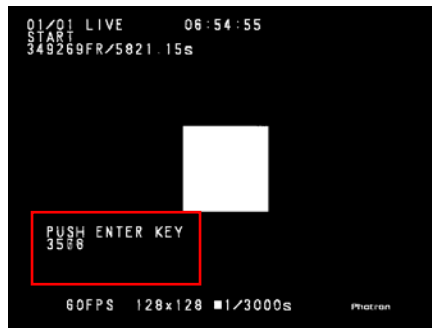 01/01 LIVE 06:54:55
START
349269FR/5821.15s
PUSH ENTER KEY
60FPS 128x128 ■1/3000s Photron